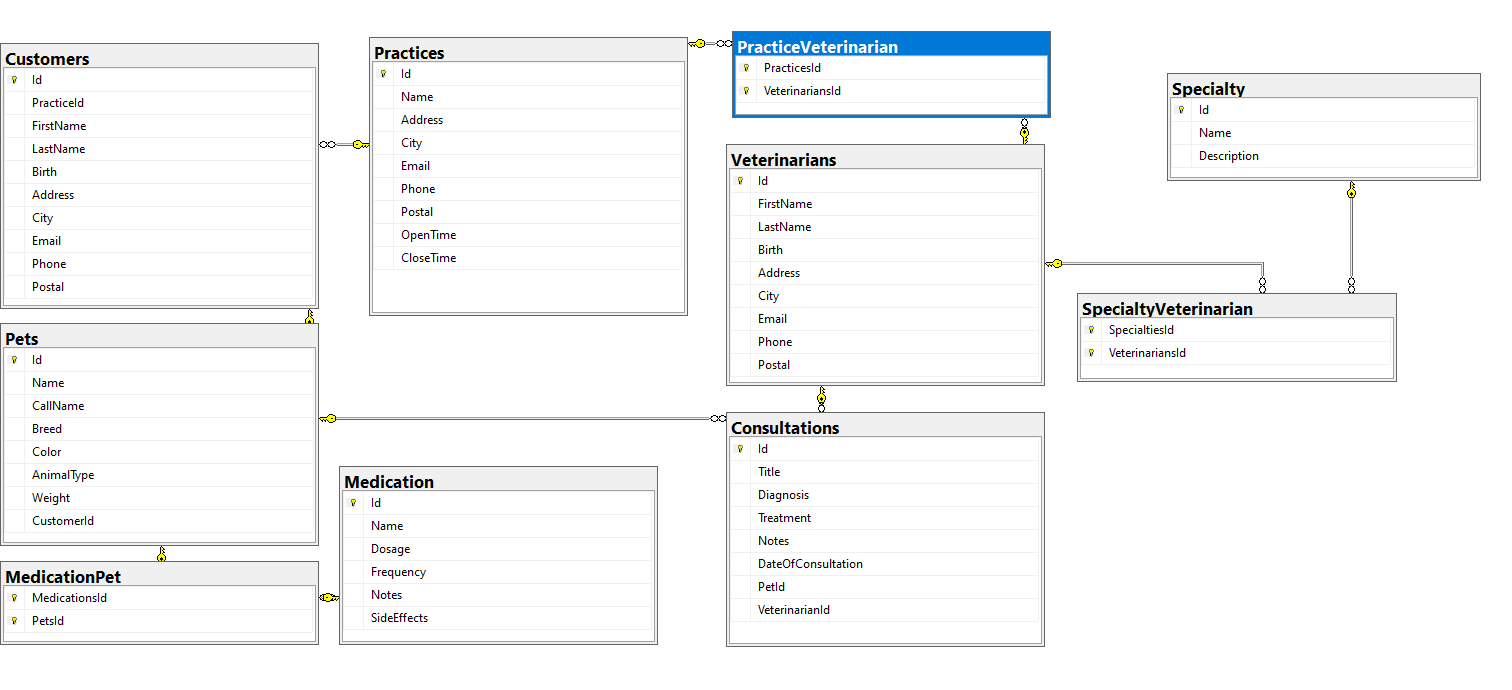 Customers
Id
PracticeId
FirstName
LastName
Birth
Address
City
Email
Phone
Postal
Practices
Id
Name
Address
City
Email
Phone
Postal
OpenTime
CloseTime
PracticeVeterinarian
PracticesId
VeterinariansId
Specialty
Id
Name
Description
Veterinarians
Id
FirstName
LastName
Birth
Address
City
Email
Phone
Postal
SpecialtyVeterinarian
SpecialtiesId
VeterinariansId
Pets
Id
Name
CallName
Breed
Color
AnimalType
Weight
CustomerId
Consultations
Id
Title
Diagnosis
Treatment
Notes
DateOfConsultation
PetId
VeterinarianId
Medication
Id
Name
Dosage
Frequency
Notes
SideEffects
MedicationPet
MedicationsId
PetsId